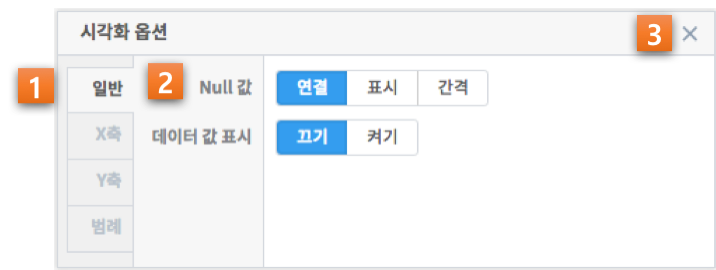 시각화 옵션
3
1
일반
2
Null 값
연결
표시
간격
X축
데이터 값 표시
끄기
켜기
Y축
범례